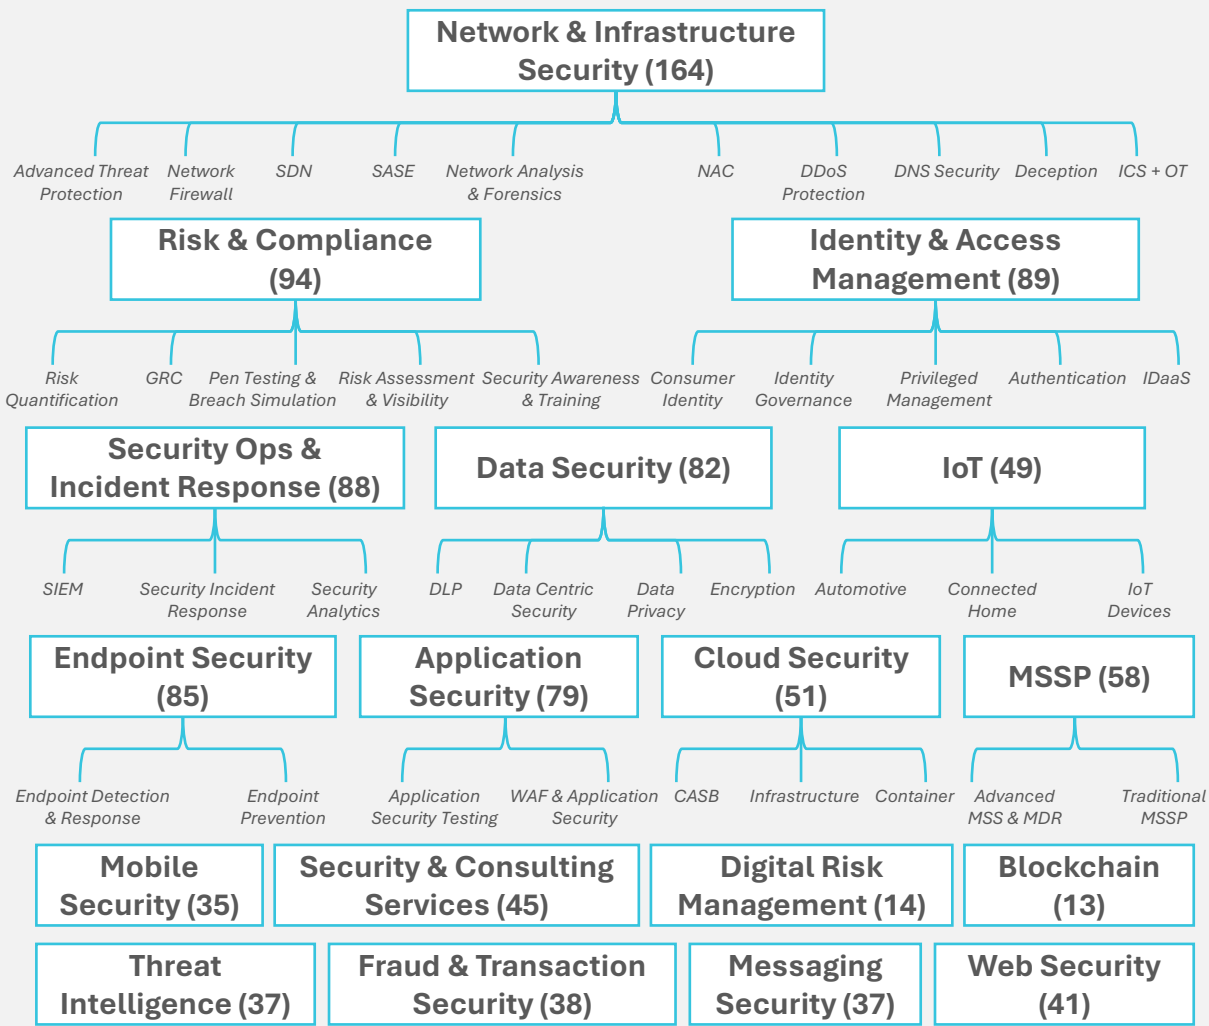 Network & Infrastructure
Security (164)
Advanced Threat
Protection
Network
Firewall
SDN
SASE
Network Analysis
& Forensics
NAC
DDoS
Protection
DNS Security
Deception
ICS + OT
Risk & Compliance
(94)
Identity & Access
Management (89)
Risk
Quantification
GRC
Pen Testing &
Breach Simulation
Risk Assessment
& Visibility
Security Awareness
& Training
Consumer
Identity
Identity
Governance
Privileged
Management
Authentication
IDaaS
Security Ops &
Incident Response (88)
Data Security (82)
IoT (49)
SIEM
Security Incident
Response
Security
Analytics
DLP
Data Centric
Security
Data
Privacy
Encryption
Automotive
Connected
Home
IoT
Devices
Endpoint Security
(85)
Application
Security (79)
Cloud Security
(51)
MSSP (58)
Endpoint Detection
& Response
Endpoint
Prevention
Application
Security Testing
WAF & Application
Security
CASB
Infrastructure
Container
Advanced
MSS & MDR
Traditional
MSSP
Mobile
Security (35)
Security & Consulting
Services (45)
Digital Risk
Management (14)
Blockchain
(13)
Threat
Intelligence (37)
Fraud & Transaction
Security (38)
Messaging
Security (37)
Web Security
(41)